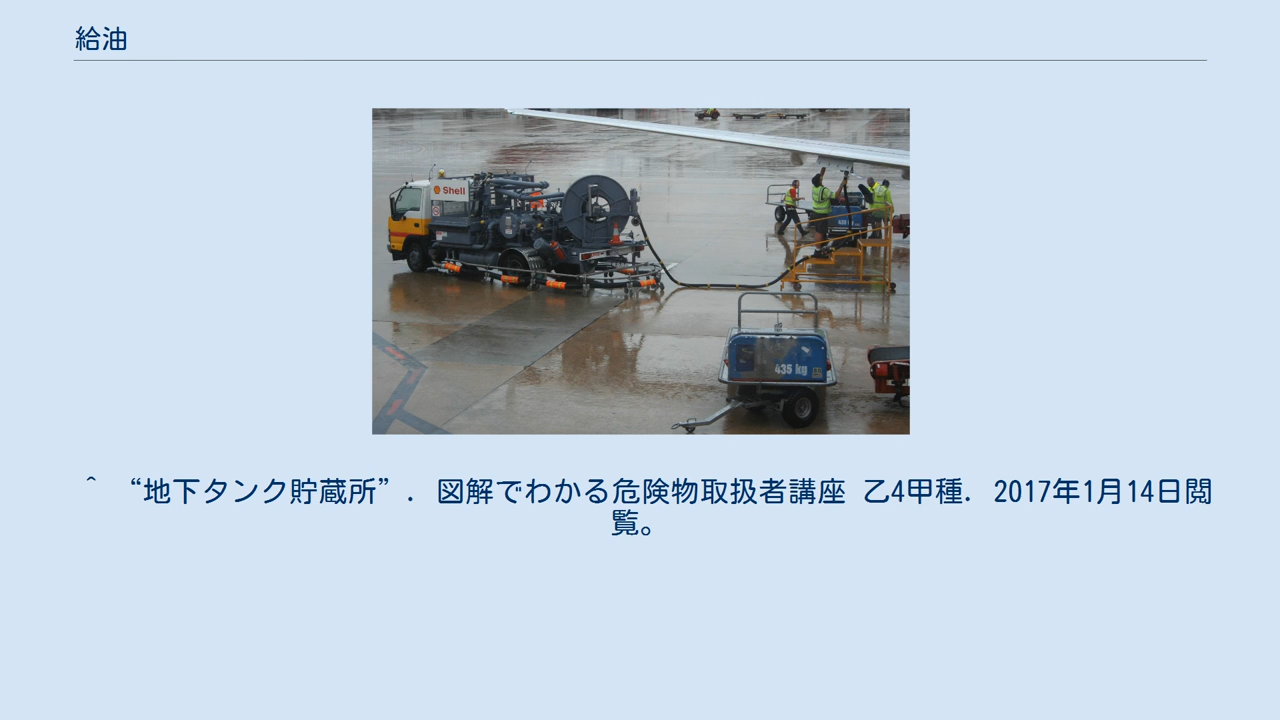 給油
Shell
435 kg
^ “地下タンク貯蔵所”. 図解でわかる危険物取扱者講座 乙4甲種. 2017年1月14日閲
覧。